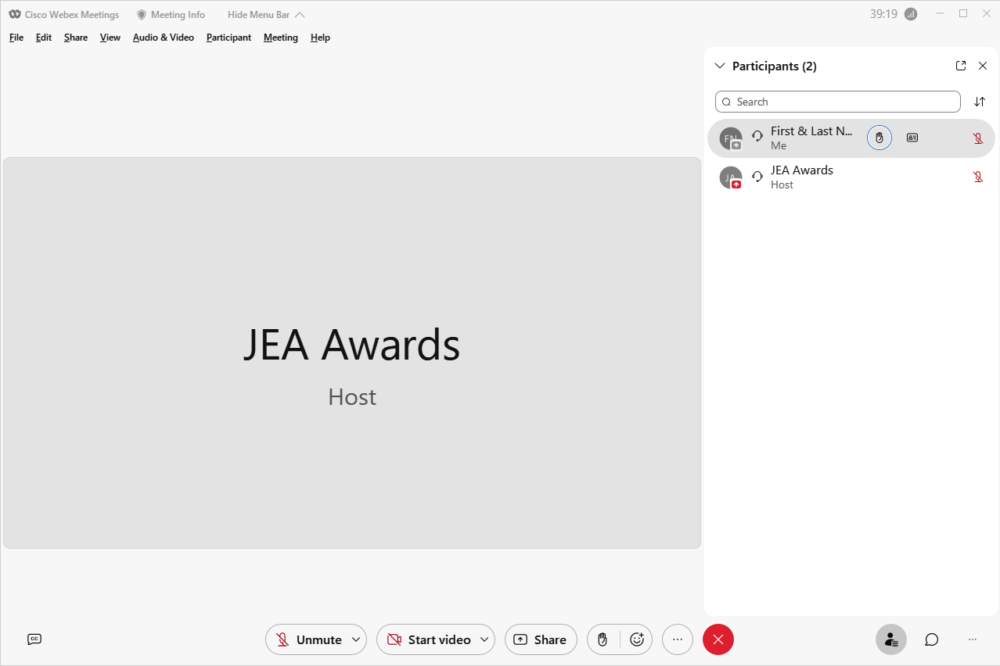 Cisco Webex Meetings Meeting Info Hide Menu Bar 39:19
File Edit Share View Audio & Video Participant Meeting Help
Participants (2)
Search
FN First & Last N...
Me
JA JEA Awards
Host
JEA Awards
Host
CC Unmute Start video Share